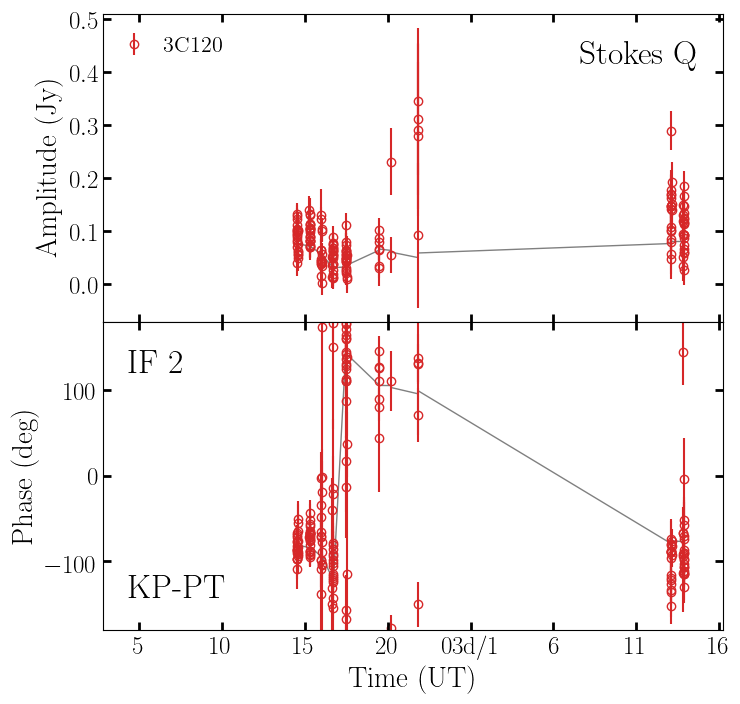 0.5
0.4
0.3
0.2
0.1
0.0
Amplitude (Jy)
3C120
Stokes Q
100
0
−100
Phase (deg)
IF 2
KP-PT
5 10 15 20 03d/1 6 11 16
Time (UT)